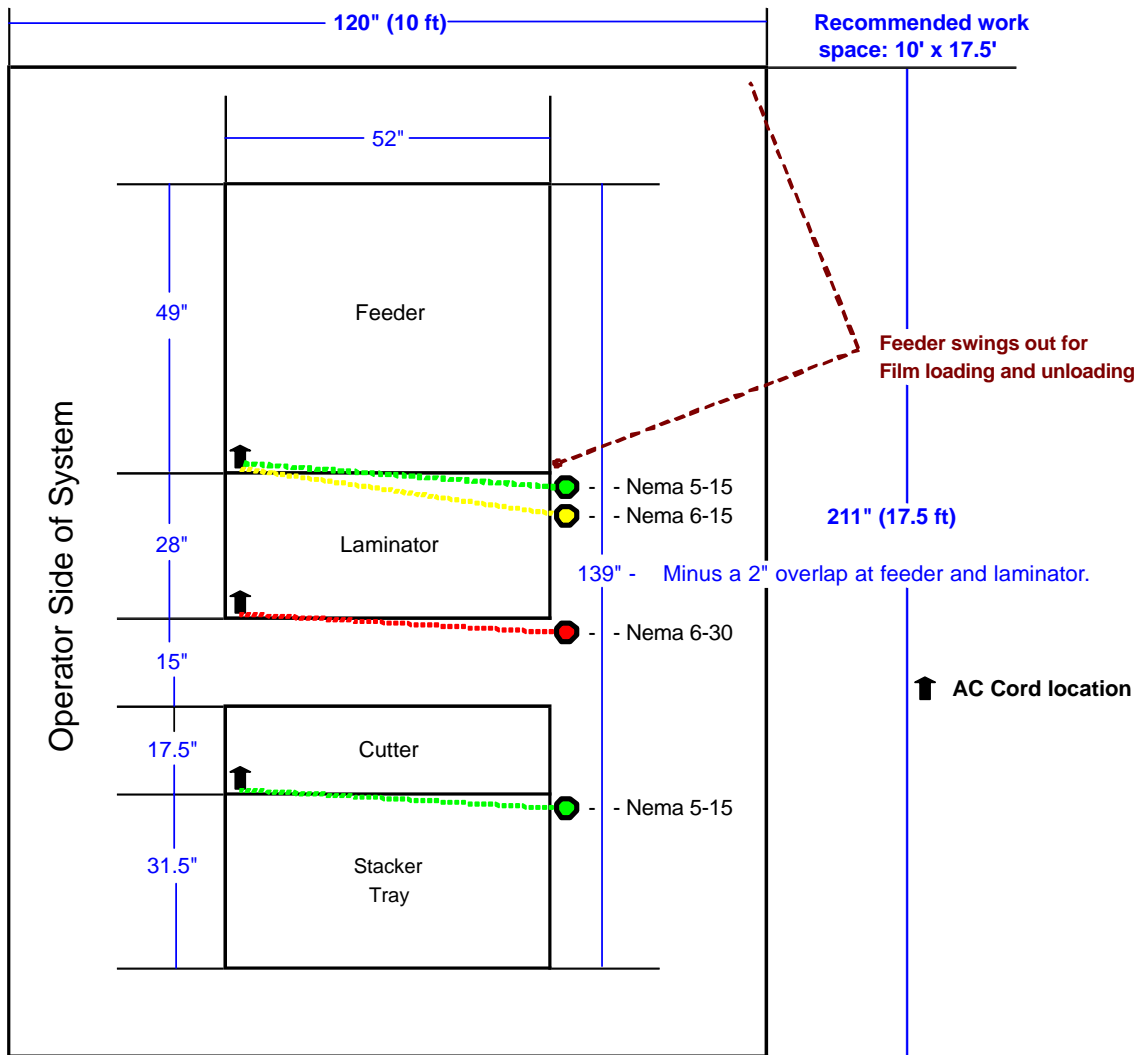 120" (10 ft)
Recommended work
space: 10' x 17.5'
52"
49"
Feeder
Feeder swings out for
Film loading and unloading
Operator Side of System
- - Nema 5-15
- - Nema 6-15
211" (17.5 ft)
28"
Laminator
139" - Minus a 2" overlap at feeder and laminator.
- - Nema 6-30
15"
AC Cord location
17.5"
Cutter
- - Nema 5-15
31.5"
Stacker
Tray